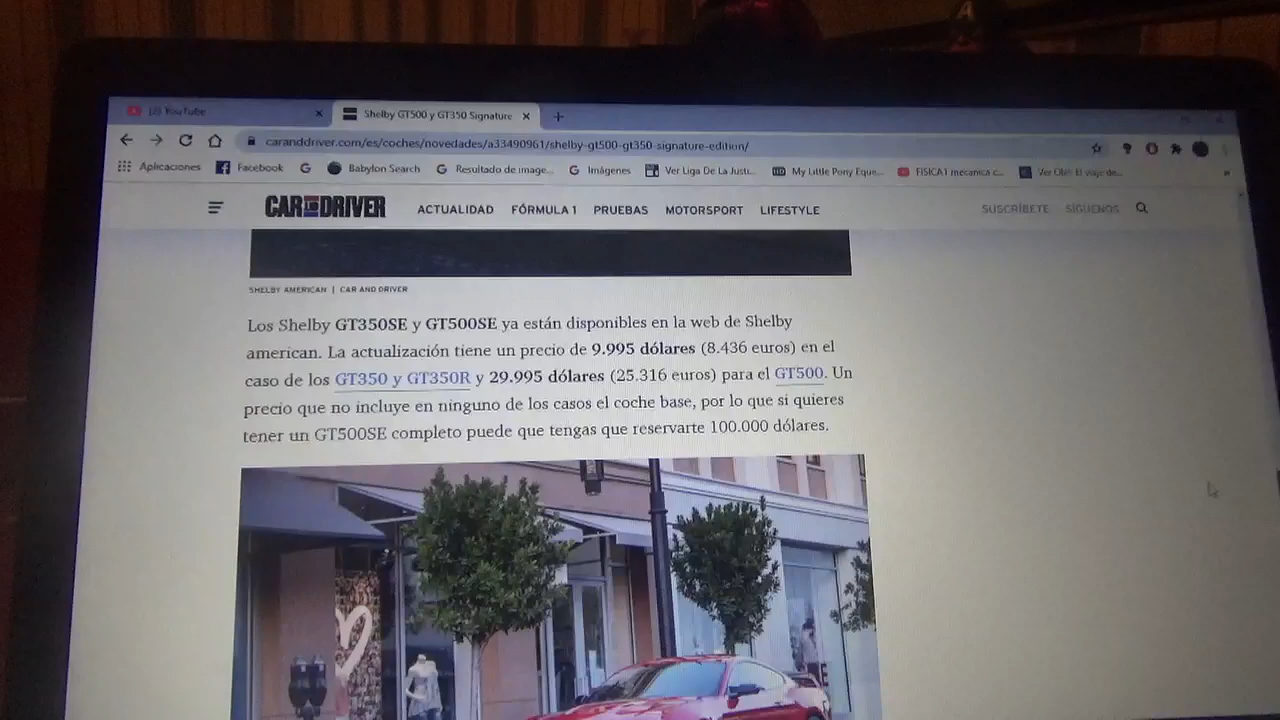 YouTube
Shelby GT500 y GT350 Signature
caranddriver.com/es/coches/novedades/a33490961/shelby-gt500-gt350-signature-edition/
Aplicaciones Facebook Babylon Search Resultado de image... Imágenes Ver Liga De La Justi... My Little Pony Eque... FISICA I mecanica c...
CAR AND DRIVER ACTUALIDAD FÓRMULA 1 PRUEBAS MOTORSPORT LIFESTYLE SUSCRÍBETE SÍGUENOS
SHELBY AMERICAN | CAR AND DRIVER
Los Shelby GT350SE y GT500SE ya están disponibles en la web de Shelby
american. La actualización tiene un precio de 9.995 dólares (8.436 euros) en el
caso de los GT350 y GT350R y 29.995 dólares (25.316 euros) para el GT500. Un
precio que no incluye en ninguno de los casos el coche base, por lo que si quieres
tener un GT500SE completo puede que tengas que reservarte 100.000 dólares.